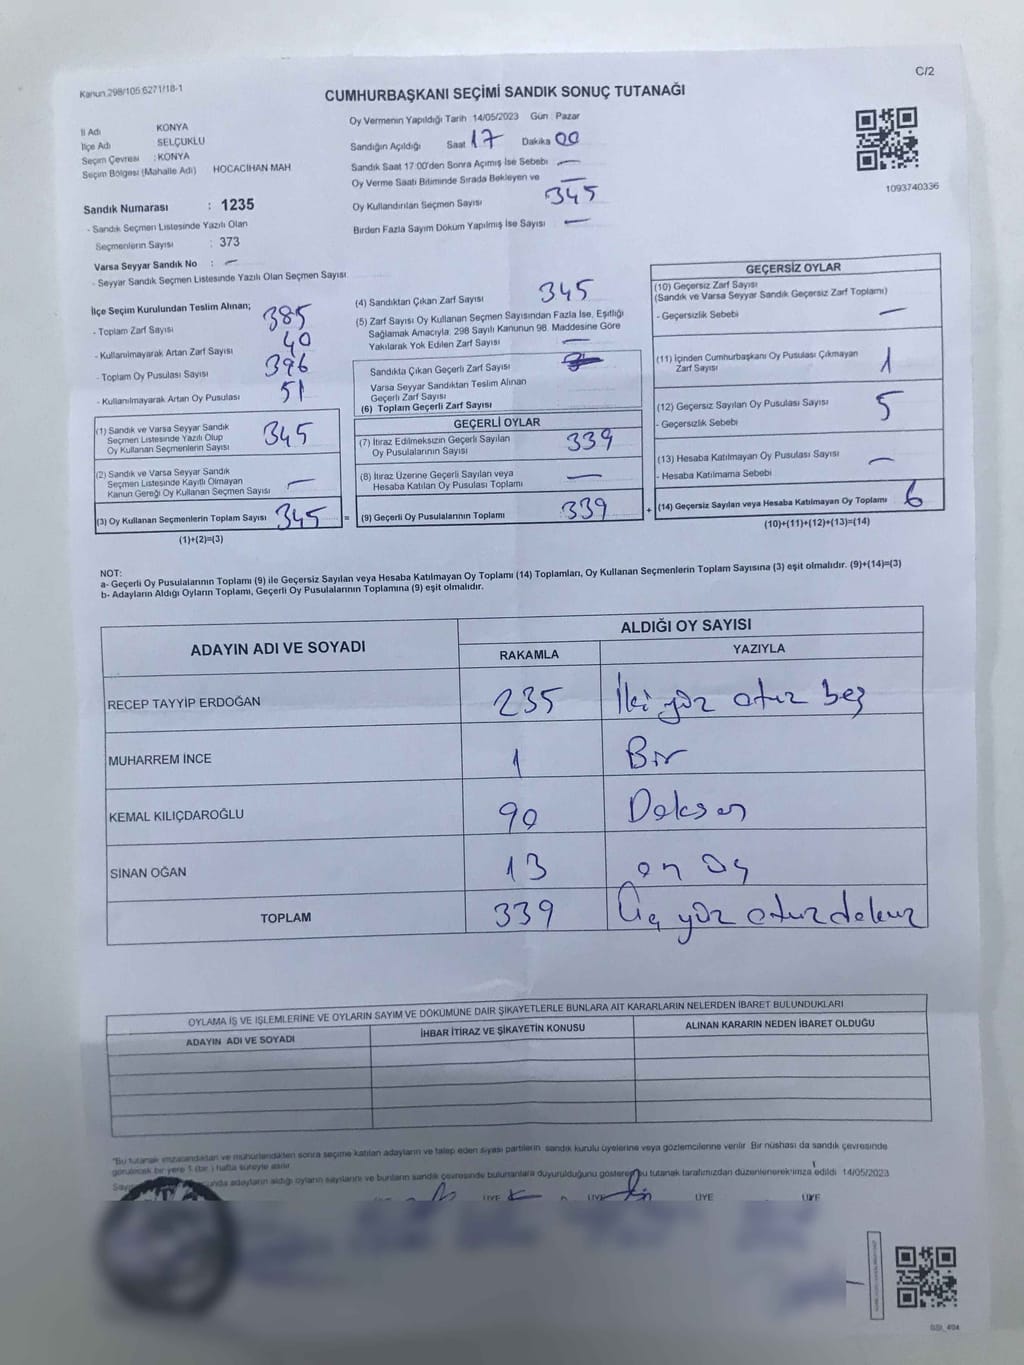 C/2
Kanun 298/105 6271/18-1
CUMHURBAŞKANI SEÇİMİ SANDIK SONUÇ TUTANAĞI
İl Adı KONYA
İlçe Adı SELÇUKLU
Seçim Çevresi : KONYA
Seçim Bölgesi (Mahalle Adı) HOCACİHAN MAH
Sandık Numarası : 1235
- Sandık Seçmen Listesinde Yazılı Olan
Seçmenlerin Sayısı : 373
Varsa Seyyar Sandık No : —
- Seyyar Sandık Seçmen Listesinde Yazılı Olan Seçmen Sayısı
Oy Vermenin Yapıldığı Tarih 14/05/2023 Gün . Pazar
Sandığın Açıldığı Saat 17 Dakika 00
Sandık Saat 17:00'den Sonra Açımış İse Sebebi —
Oy Verme Saati Bitiminde Sırada Bekleyen ve —
Oy Kullandırılan Seçmen Sayısı 345
Birden Fazla Sayım Döküm Yapılmış İse Sayısı —
1093740336
İlçe Seçim Kurulundan Teslim Alınan;
- Toplam Zarf Sayısı 385
- Kullanılmayarak Artan Zarf Sayısı 40
- Toplam Oy Pusulası Sayısı 396
- Kullanılmayarak Artan Oy Pusulası 51
(1) Sandık ve Varsa Seyyar Sandık
Seçmen Listesinde Yazılı Olup
Oy Kullanan Seçmenlerin Sayısı 345
(2) Sandık ve Varsa Seyyar Sandık
Seçmen Listesinde Kayıtlı Olmayan
Kanun Gereği Oy Kullanan Seçmen Sayısı —
(3) Oy Kullanan Seçmenlerin Toplam Sayısı 345 =
(1)+(2)=(3)
(4) Sandıktan Çıkan Zarf Sayısı 345
(5) Zarf Sayısı Oy Kullanan Seçmen Sayısından Fazla İse, Eşitliği
Sağlamak Amacıyla, 298 Sayılı Kanunun 98. Maddesine Göre
Yakılarak Yok Edilen Zarf Sayısı —
Sandıkta Çıkan Geçerli Zarf Sayısı
Varsa Seyyar Sandıktan Teslim Alınan
Geçerli Zarf Sayısı
(6) Toplam Geçerli Zarf Sayısı
GEÇERLİ OYLAR
(7) İtiraz Edilmeksizin Geçerli Sayılan
Oy Pusulalarının Sayısı 339
(8) İtiraz Üzerine Geçerli Sayılan veya
Hesaba Katılan Oy Pusulası Toplamı —
(9) Geçerli Oy Pusulalarının Toplamı 339 +
GEÇERSİZ OYLAR
(10) Geçersiz Zarf Sayısı
(Sandık ve Varsa Seyyar Sandık Geçersiz Zarf Toplamı)
- Geçersizlik Sebebi —
(11) İçinden Cumhurbaşkanı Oy Pusulası Çıkmayan
Zarf Sayısı 1
(12) Geçersiz Sayılan Oy Pusulası Sayısı 5
- Geçersizlik Sebebi
(13) Hesaba Katılmayan Oy Pusulası Sayısı —
- Hesaba Katılmama Sebebi
(14) Geçersiz Sayılan veya Hesaba Katılmayan Oy Toplamı 6
(10)+(11)+(12)+(13)=(14)
NOT:
a- Geçerli Oy Pusulalarının Toplamı (9) ile Geçersiz Sayılan veya Hesaba Katılmayan Oy Toplamı (14) Toplamları, Oy Kullanan Seçmenlerin Toplam Sayısına (3) eşit olmalıdır. (9)+(14)=(3)
b- Adayların Aldığı Oyların Toplamı, Geçerli Oy Pusulalarının Toplamına (9) eşit olmalıdır.
ADAYIN ADI VE SOYADI ALDIĞI OY SAYISI
RAKAMLA YAZIYLA
RECEP TAYYİP ERDOĞAN 235 İki yüz otuz beş
MUHARREM İNCE 1 Bir
KEMAL KILIÇDAROĞLU 90 Doksan
SİNAN OĞAN 13 on üç
TOPLAM 339 Üç yüz otuz dokuz
OYLAMA İŞ VE İŞLEMLERİNE VE OYLARIN SAYIM VE DÖKÜMÜNE DAİR ŞİKAYETLERLE BUNLARA AİT KARARLARIN NELERDEN İBARET BULUNDUKLARI
ADAYIN ADI VE SOYADI İHBAR İTİRAZ VE ŞİKAYETİN KONUSU ALINAN KARARIN NEDEN İBARET OLDUĞU
"Bu tutanak imzalandıktan ve mühürlendikten sonra seçime katılan adayların ve talep eden siyasi partilerin sandık kurulu üyelerine veya gözlemcilerine verilir. Bir nüshası da sandık çevresinde
görülecek bir yere 1 (bir ) hafta süreyle asılır.
adayların aldığı oyların sayılarını ve bunların sandık çevresinde bulunanlara duyurulduğunu gösteren bu tutanak tarafımızdan düzenlenerek imza edildi 14/05/2023
ÜYE ÜYE ÜYE ÜYE